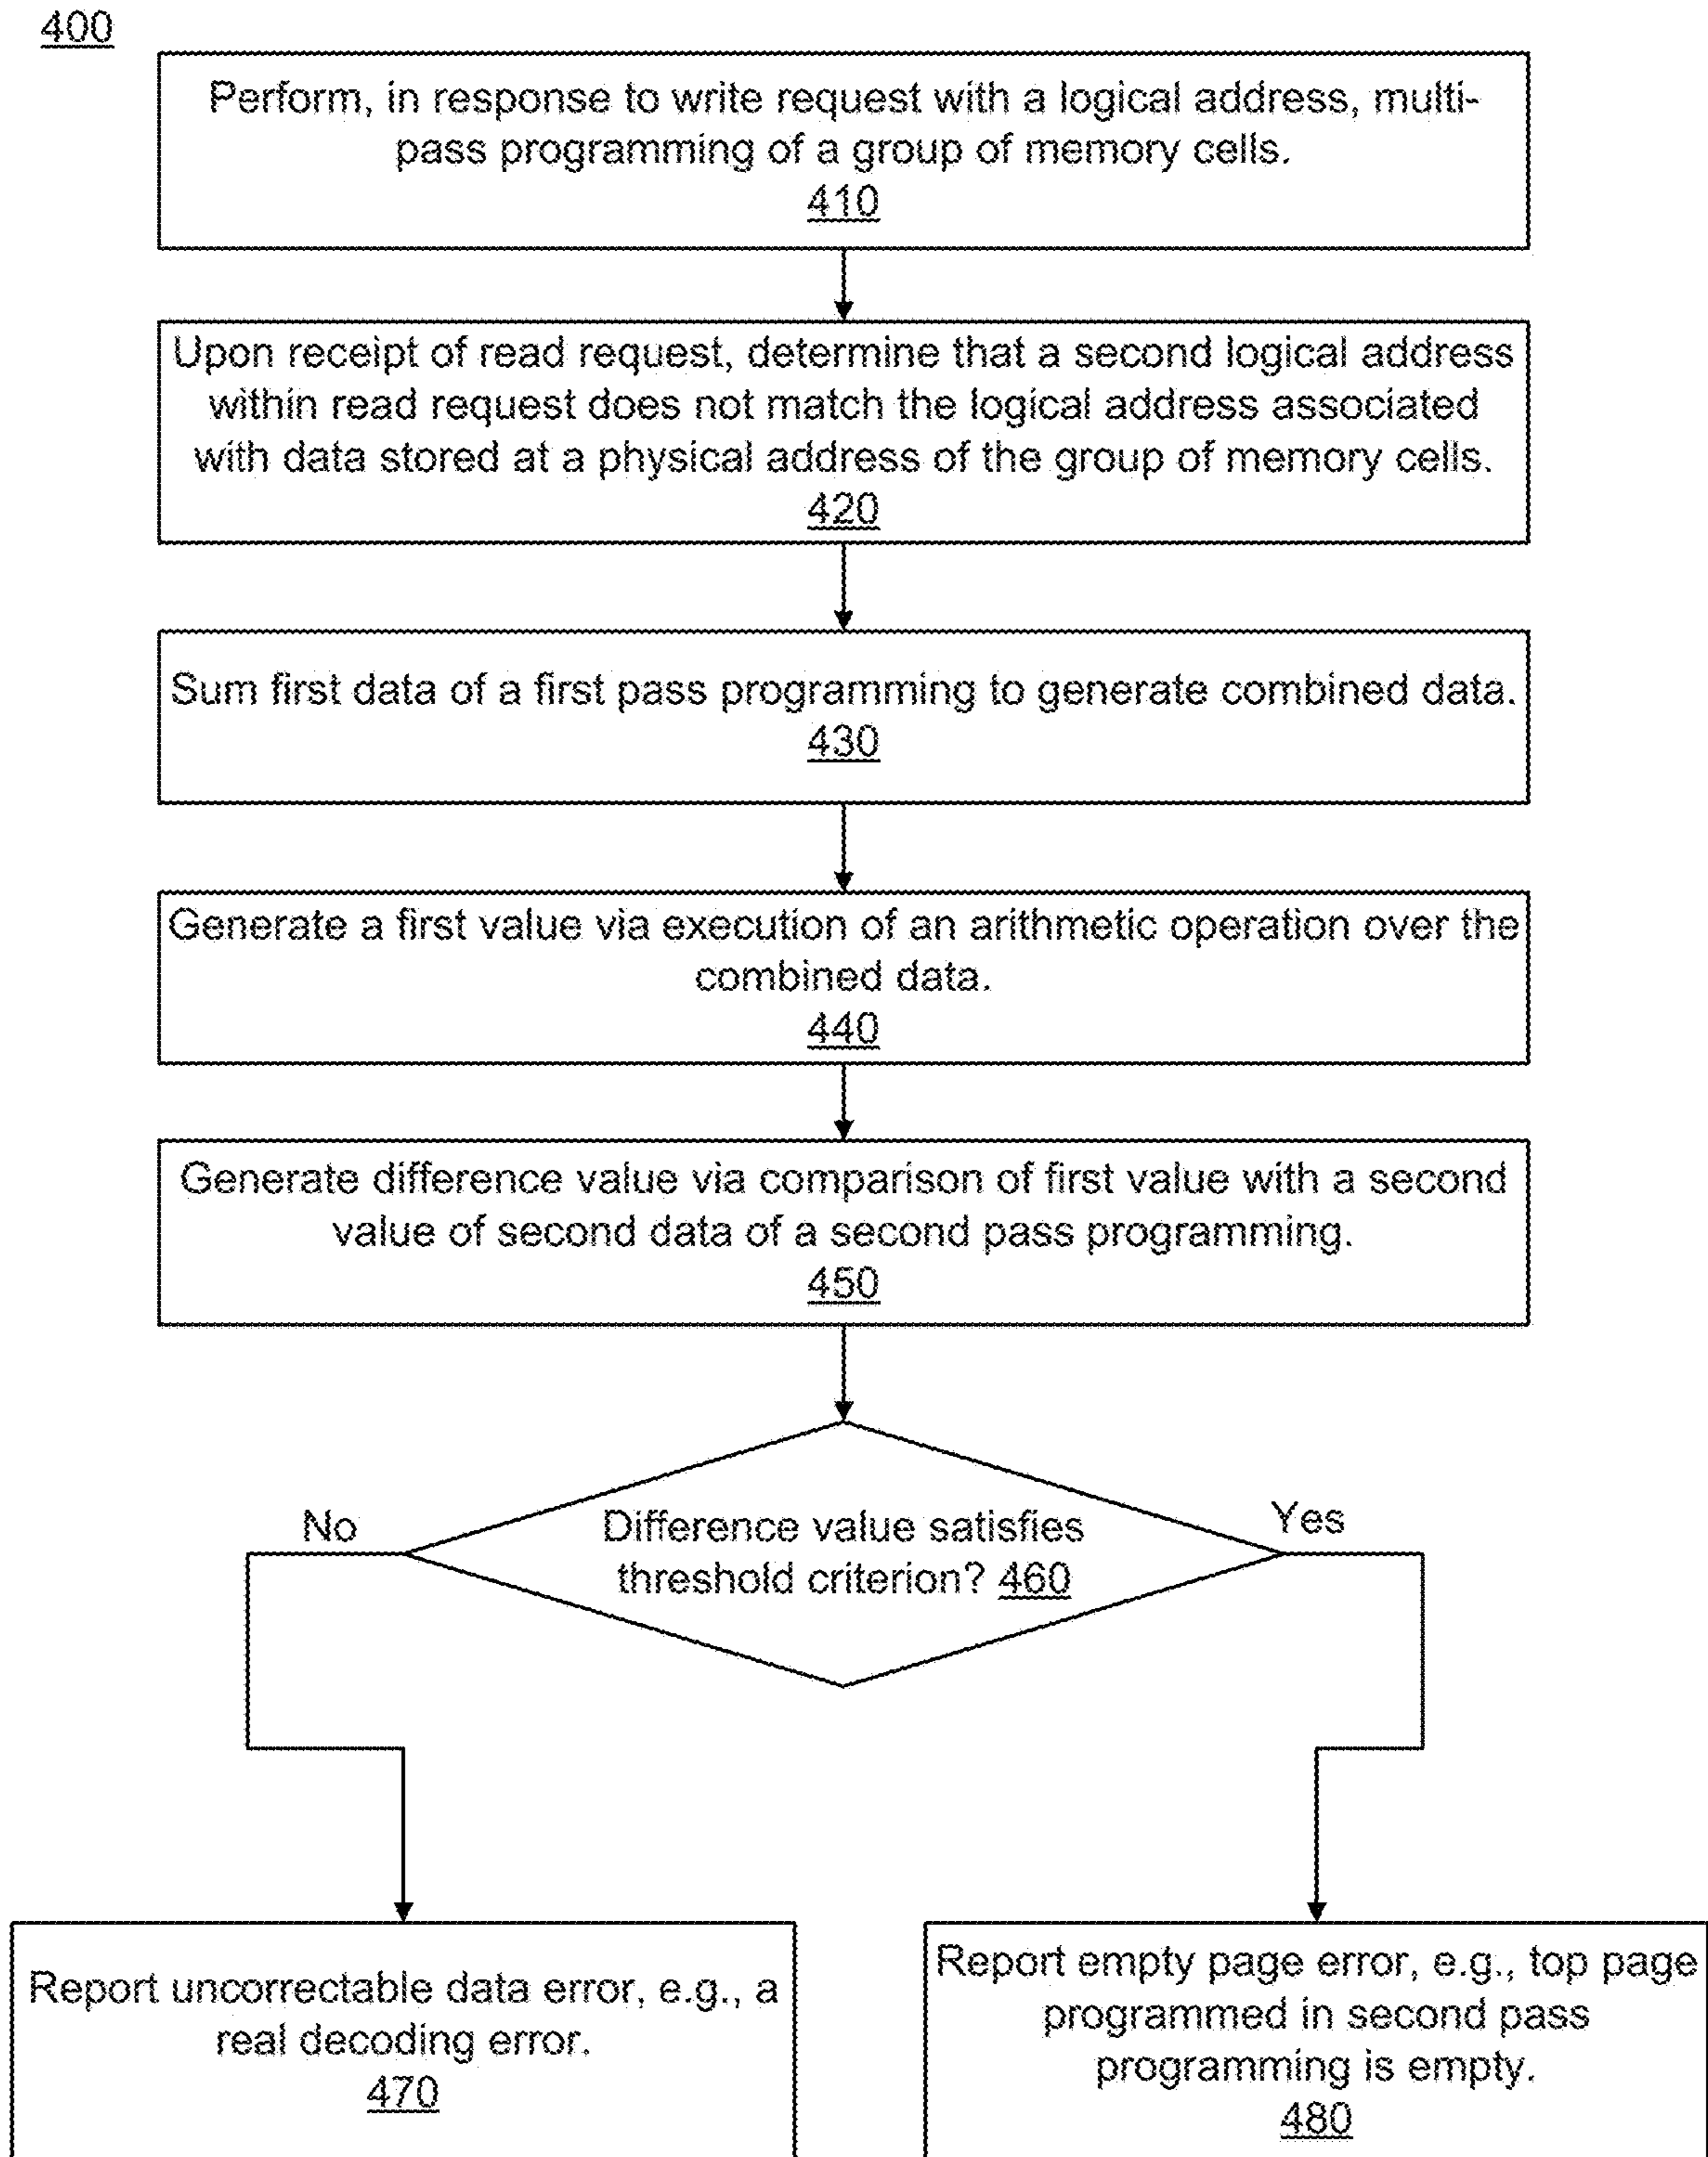 400
Perform, in response to write request with a logical address, multi-
pass programming of a group of memory cells.
410
Upon receipt of read request, determine that a second logical address
within read request does not match the logical address associated
with data stored at a physical address of the group of memory cells.
420
Sum first data of a first pass programming to generate combined data.
430
Generate a first value via execution of an arithmetic operation over the
combined data.
440
Generate difference value via comparison of first value with a second
value of second data of a second pass programming.
450
No
Difference value satisfies
threshold criterion? 460
Yes
Report uncorrectable data error, e.g., a
real decoding error.
470
Report empty page error, e.g., top page
programmed in second pass
programming is empty.
480